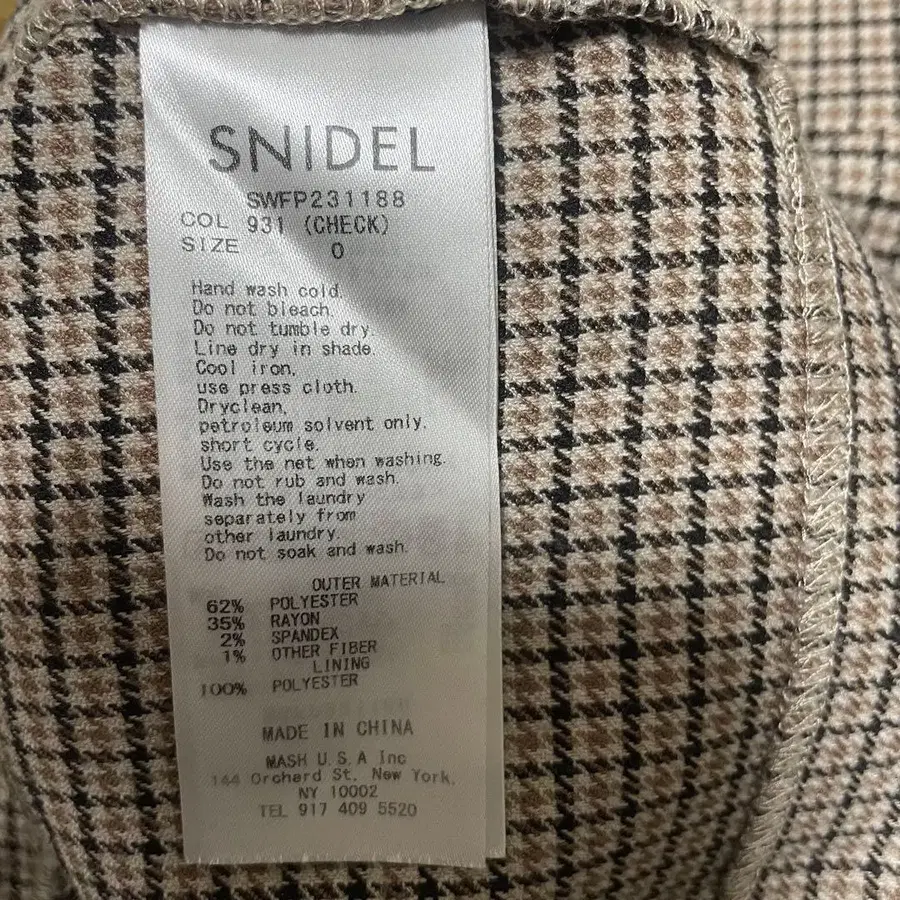 SNIDEL
SWFP231188
COL 931 (CHECK)
SIZE 0
Hand wash cold.
Do not bleach.
Do not tumble dry.
Line dry in shade.
Cool iron,
use press cloth.
Dryclean,
petroleum solvent only.
short cycle.
Use the net when washing.
Do not rub and wash.
Wash the laundry
separately from
other laundry.
Do not soak and wash.
OUTER MATERIAL
62% POLYESTER
35% RAYON
2% SPANDEX
1% OTHER FIBER
LINING
100% POLYESTER
MADE IN CHINA
MASH U.S.A Inc
144 Orchard St. New York,
NY 10002
TEL 917 409 5520